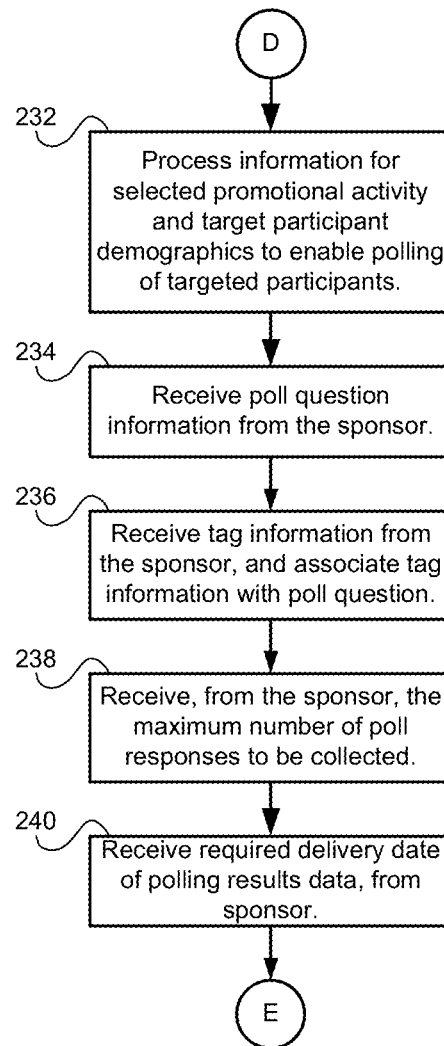 D
232
Process information for
selected promotional activity
and target participant
demographics to enable polling
of targeted participants.
234
Receive poll question
information from the sponsor.
236
Receive tag information from
the sponsor, and associate tag
information with poll question.
238
Receive, from the sponsor, the
maximum number of poll
responses to be collected.
240
Receive required delivery date
of polling results data, from
sponsor.
E